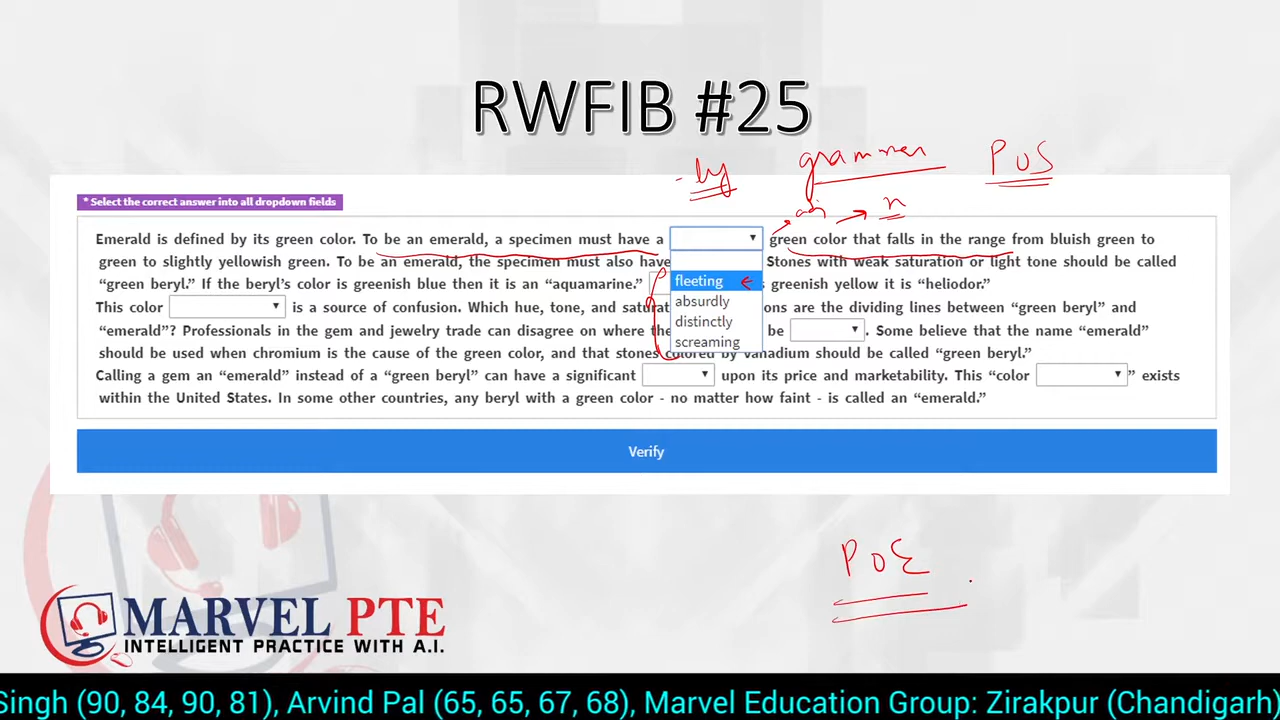 RWFIB #25
-ly grammer POS
adj n
* Select the correct answer into all dropdown fields
Emerald is defined by its green color. To be an emerald, a specimen must have a green color that falls in the range from bluish green to
to slightly yellowish green. To be an emerald, the specimen must also have Stones with weak saturation or light tone should be called
“green beryl.” If the beryl's color is greenish blue then it is an “aquamarine.” greenish yellow it is “heliodor.”
This color is a source of confusion. Which hue, tone, and ons are the dividing lines between “green beryl” and
“emerald”? Professionals in the gem and jewelry trade can disagree on where the be . Some believe that the name “emerald”
should be used when chromium is the cause of the green color, and that stones colored by vanadium should be called “green beryl.”
Calling a gem an “emerald” instead of a “green beryl” can have a significant upon its price and marketability. This “color ” exists
within the United States. In some other countries, any beryl with a green color - no matter how faint - is called an “emerald.”
fleeting
absurdly
distinctly
screaming
Verify
POE
MARVEL PTE
INTELLIGENT PRACTICE WITH A.I.
Singh (90, 84, 90, 81), Arvind Pal (65, 65, 67, 68), Marvel Education Group: Zirakpur (Chandigarh)